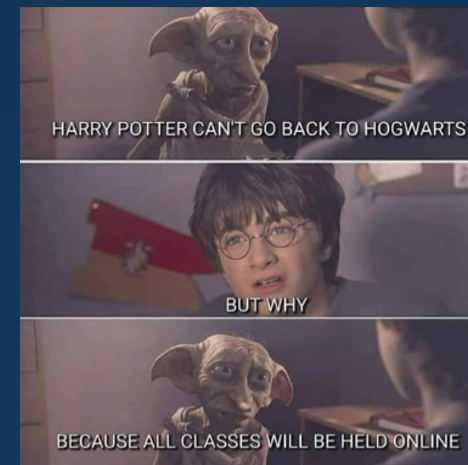 HARRY POTTER CAN'T GO BACK TO HOGWARTS
BUT WHY
BECAUSE ALL CLASSES WILL BE HELD ONLINE